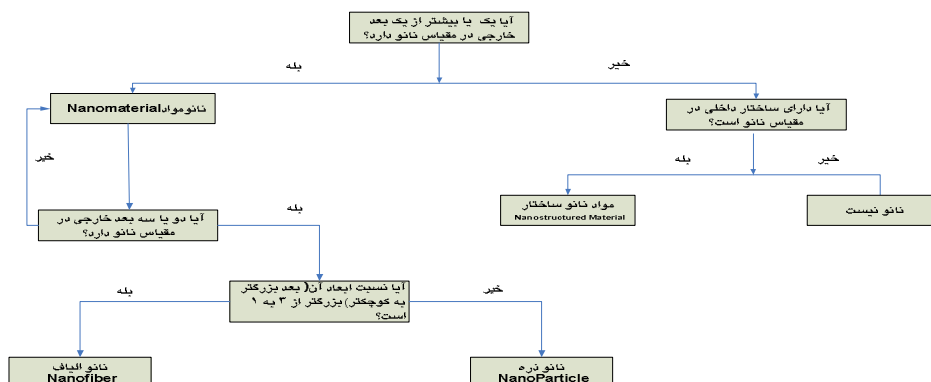 آیا یک یا بیشتر از یک بعد
خارجی در مقیاس نانو دارد؟
بله
خیر
نانوموادNanomaterial
آیا دارای ساختار داخلی در
مقیاس نانو است؟
خیر
بله
خیر
مواد نانو ساختار
Nanostructured Material
نانو نیست
آیا دو یا سه بعد خارجی در
مقیاس نانو دارد؟
بله
آیا نسبت ابعاد آن( بعد بزرگتر
به کوچکتر) بزرگتر از ۳ به ۱
است؟
بله
خیر
نانو الیاف
Nanofiber
نانو ذره
NanoParticle